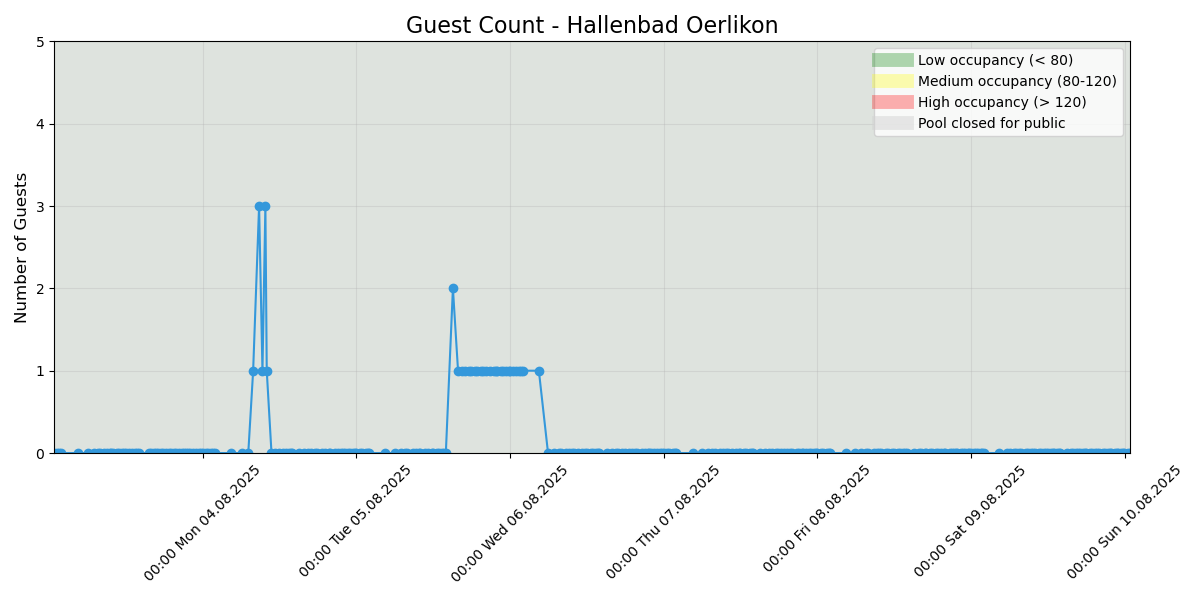 Guest Count - Hallenbad Oerlikon
Low occupancy (< 80)
Medium occupancy (80-120)
High occupancy (> 120)
Pool closed for public
Number of Guests
5
4
3
2
1
0
00:00 Mon 04.08.2025
00:00 Tue 05.08.2025
00:00 Wed 06.08.2025
00:00 Thu 07.08.2025
00:00 Fri 08.08.2025
00:00 Sat 09.08.2025
00:00 Sun 10.08.2025